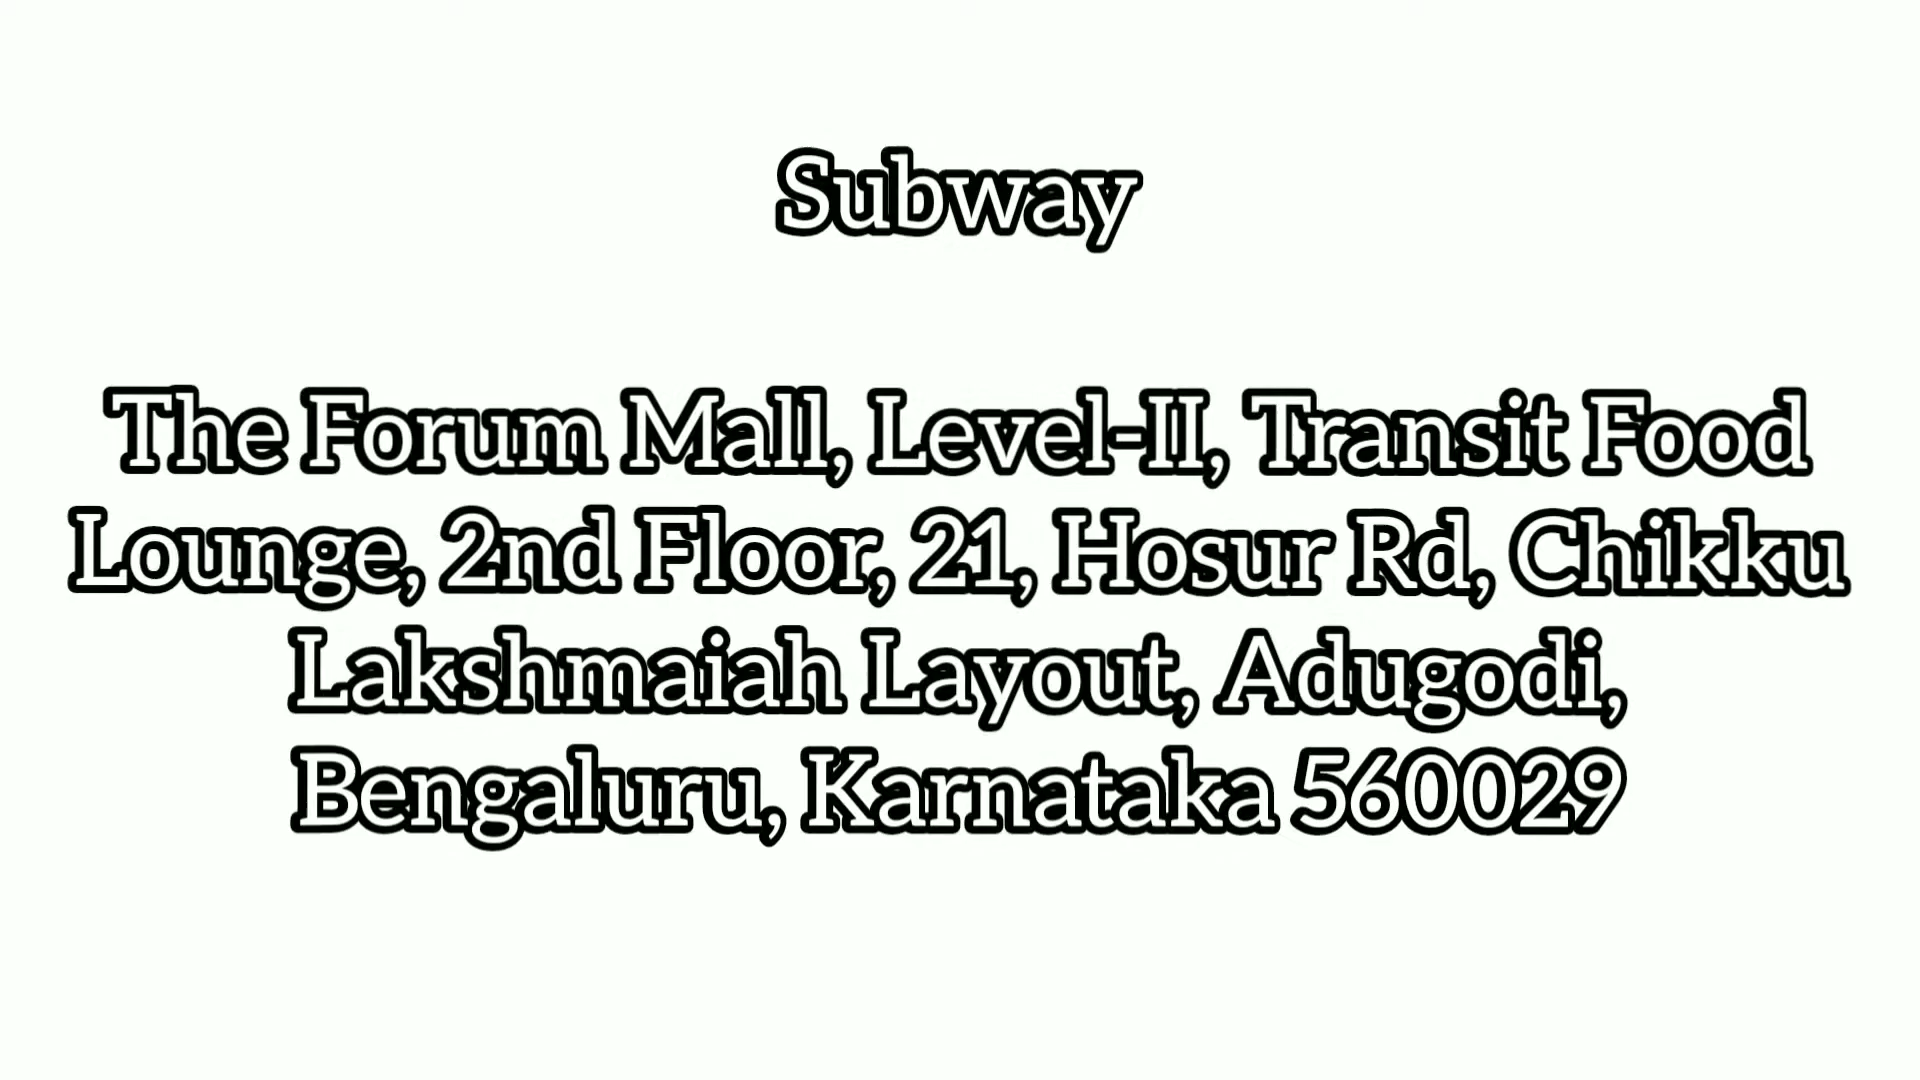 Subway
The Forum Mall, Level-II, Transit Food
Lounge, 2nd Floor, 21, Hosur Rd, Chikku
Lakshmaiah Layout, Adugodi,
Bengaluru, Karnataka 560029